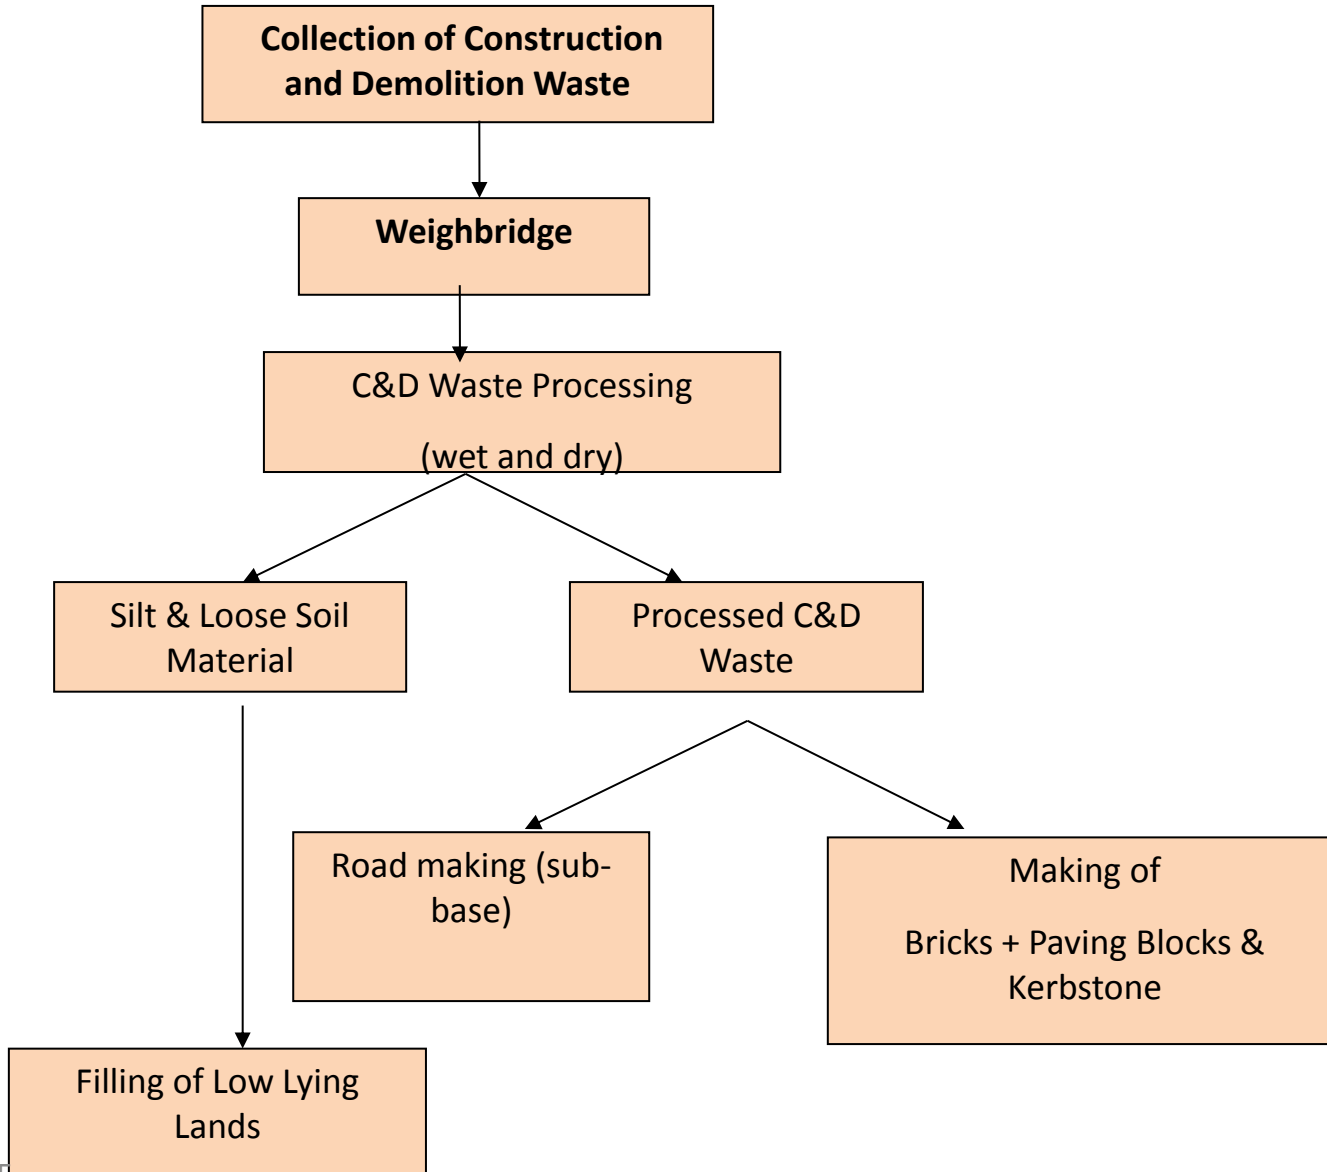 Collection of Construction
and Demolition Waste
Weighbridge
C&D Waste Processing
(wet and dry)
Silt & Loose Soil
Material
Processed C&D
Waste
Road making (sub-
base)
Making of
Bricks + Paving Blocks &
Kerbstone
Filling of Low Lying
Lands